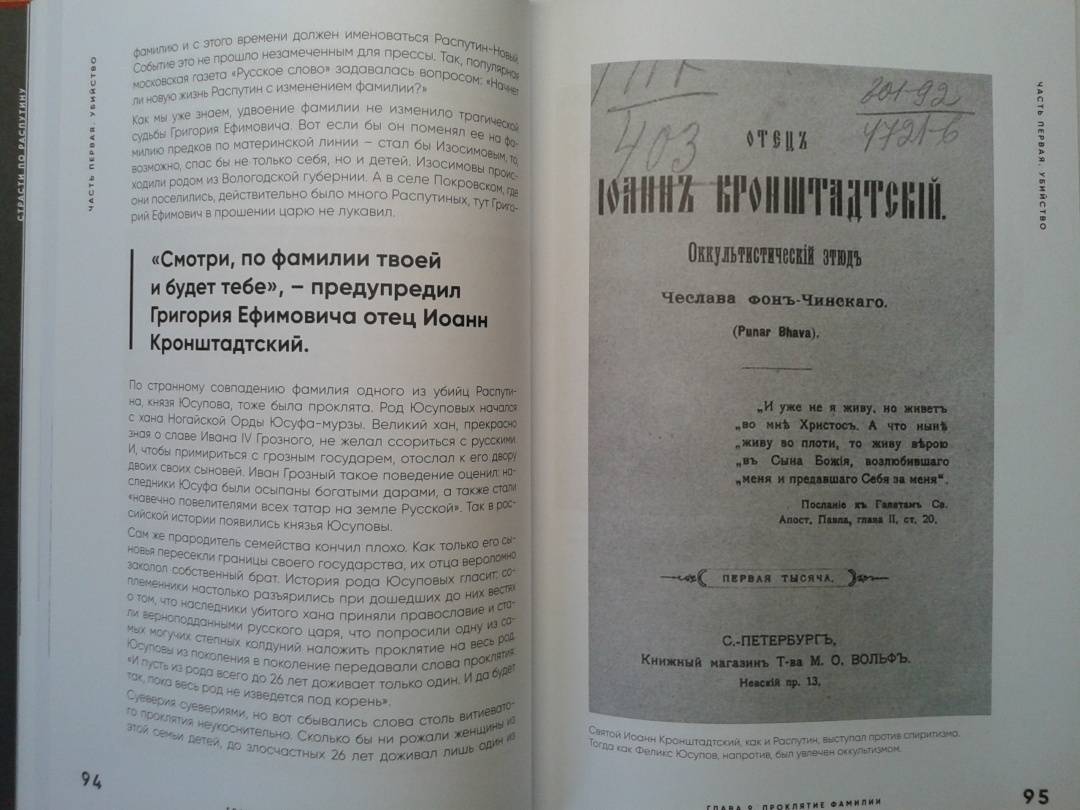 СТРАСТИ ПО РАСПУТИНУ
ЧАСТЬ ПЕРВАЯ. УБИЙСТВО
фамилию и с этого времени должен именоваться Распутин-Новый.
Событие это не прошло незамеченным для прессы. Так, популярная
московская газета «Русское слово» задавалась вопросом: «Начнет
ли новую жизнь Распутин с изменением фамилии?»
Как мы уже знаем, удвоение фамилии не изменило трагической
судьбы Григория Ефимовича. Вот если бы он поменял ее на фа-
милию предков по материнской линии – стал бы Изосимовым, то,
возможно, спас бы не только себя, но и детей. Изосимовы проис-
ходили родом из Вологодской губернии. А в селе Покровском, где
они поселились, действительно было много Распутиных, тут Григо-
рий Ефимович в прошении царю не лукавил.
«Смотри, по фамилии твоей
и будет тебе», – предупредил
Григория Ефимовича отец Иоанн
Кронштадтский.
По странному совпадению фамилия одного из убийц Распути-
на, князя Юсупова, тоже была проклята. Род Юсуповых начался
с хана Ногайской Орды Юсуфа-мурзы. Великий хан, прекрасно
зная о славе Ивана IV Грозного, не желал ссориться с русскими.
И, чтобы примириться с грозным государем, отослал к его двору
двоих своих сыновей. Иван Грозный такое поведение оценил: на-
следники Юсуфа были осыпаны богатыми дарами, а также стали
«навечно повелителями всех татар на земле Русской». Так в рос-
сийской истории появились князья Юсуповы.
Сам же прародитель семейства кончил плохо. Как только его сы-
новья пересекли границы своего государства, их отца вероломно
заколол собственный брат. История рода Юсуповых гласит: со-
племенники настолько разъярились при дошедших до них вестях
о том, что наследники убитого хана приняли православие и ста-
ли верноподданными русского царя, что попросили одну из са-
мых могучих степных колдуний наложить проклятие на весь род.
Юсуповы из поколения в поколение передавали слова проклятия:
«И пусть из рода всего до 26 лет доживает только один. И да будет
так, пока весь род не изведется под корень».
Суеверия суевериями, но вот сбывались слова столь витиевато-
го проклятия неукоснительно. Сколько бы ни рожали женщины из
этой семьи детей, до злосчастных 26 лет доживал лишь один из
94
403
201-92
4721-б
ОТЕЦЪ
IОАННЪ КРОНШТАДТСКIЙ.
Оккультистическiй этюдъ
Чеслава фонъ-Чинскаго.
(Punar Bhava).
„И уже не я живу, но живетъ
„во мнѣ Христосъ. А что нынѣ
„живу во плоти, то живу вѣрою
„въ Сына Божiя, возлюбившаго
„меня и предавшаго Себя за меня“.
Посланiе къ Галатамъ Св.
Апост. Павла, глава II, ст. 20.
ПЕРВАЯ ТЫСЯЧА.
С.-ПЕТЕРБУРГЪ,
Книжный магазинъ Т-ва М. О. ВОЛЬФЪ.
Невскiй пр. 13.
Святой Иоанн Кронштадтский, как и Распутин, выступал против спиритизма.
Тогда как Феликс Юсупов, напротив, был увлечен оккультизмом.
ЧАСТЬ ПЕРВАЯ. УБИЙСТВО
ГЛАВА 9. ПРОКЛЯТИЕ ФАМИЛИИ
95